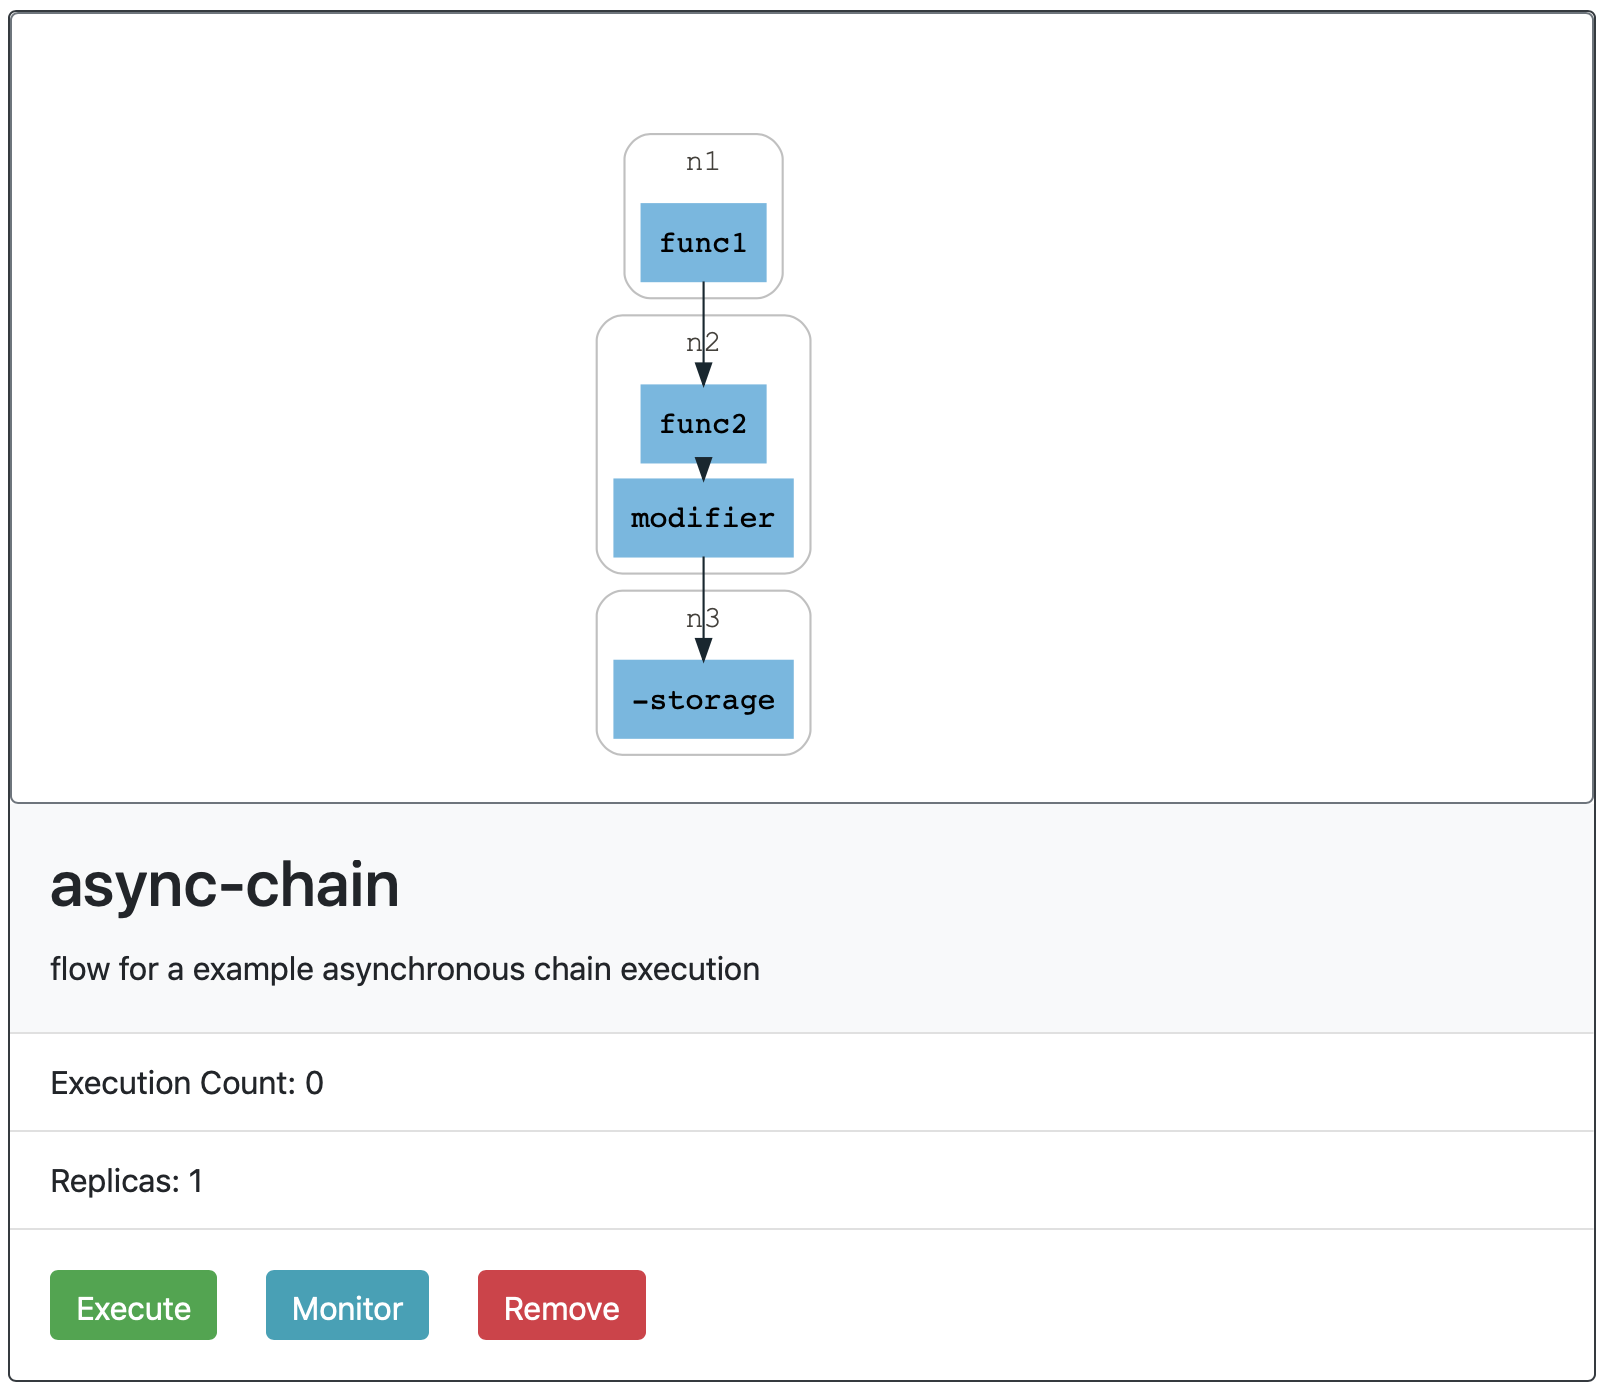 n1
func1
n2
func2
modifier
n3
-storage
async-chain
flow for a example asynchronous chain execution
Execution Count: 0
Replicas: 1
Execute Monitor Remove